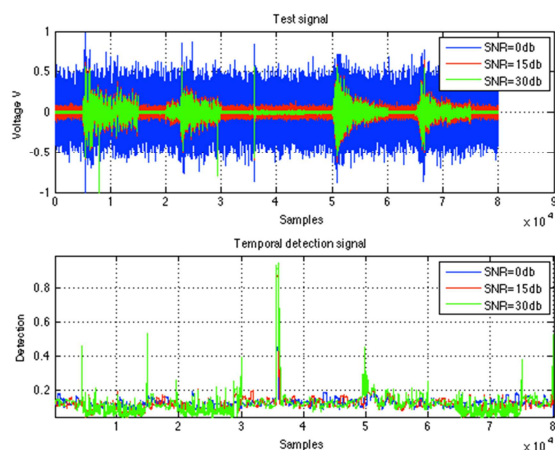 Test signal
Voltage V
1
0.5
0
-0.5
-1
SNR=0db
SNR=15db
SNR=30db
0 1 2 3 4 5 6 7 8 9
Samples
× 10^4
Temporal detection signal
Detection
0.8
0.6
0.4
0.2
SNR=0db
SNR=15db
SNR=30db
1 2 3 4 5 6 7 8
Samples
× 10^4